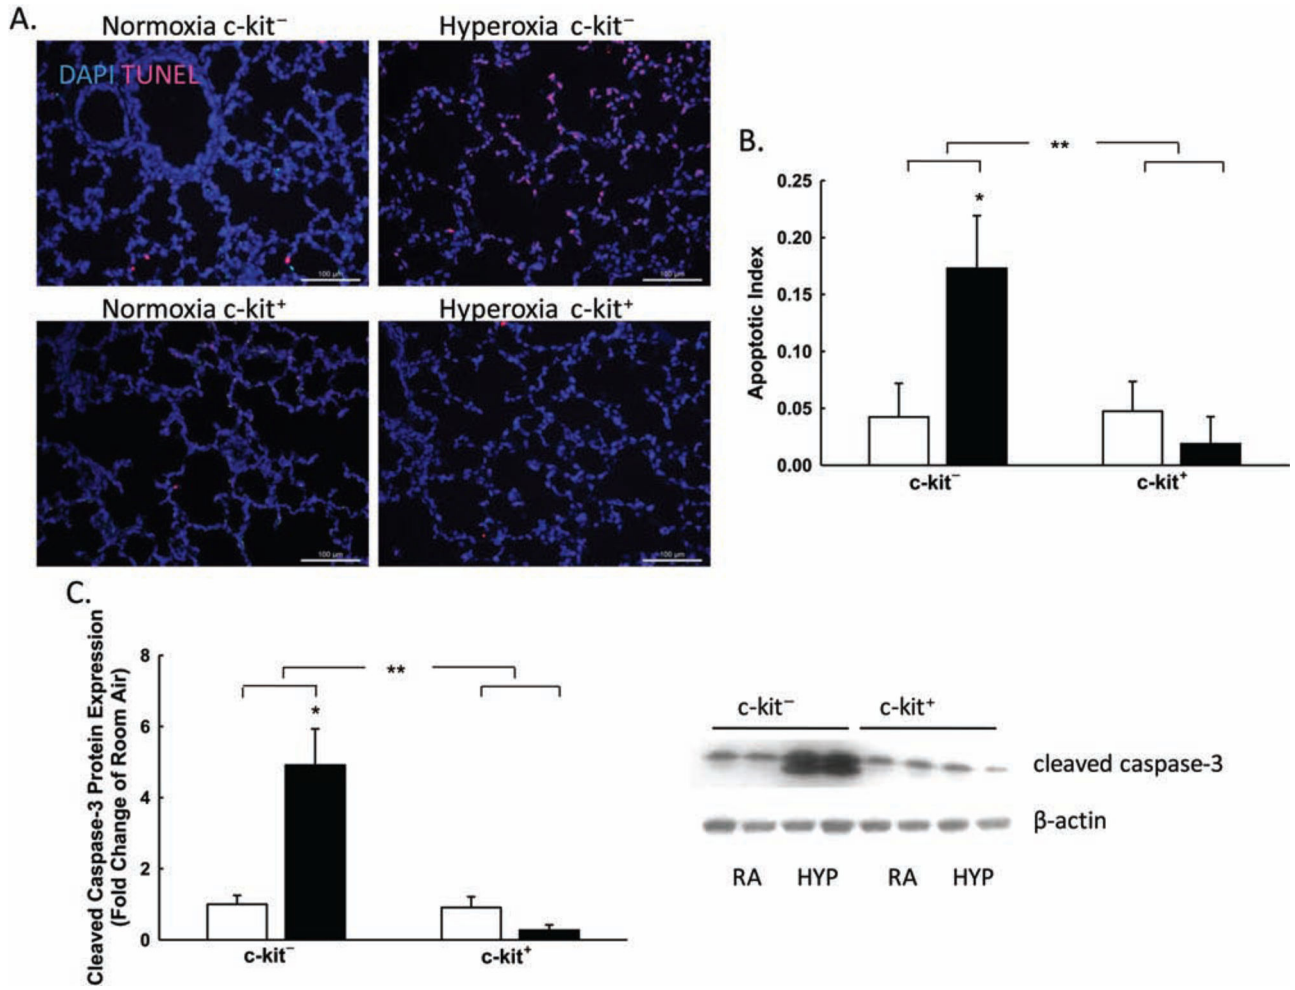 A.
Normoxia c-kit⁻
Hyperoxia c-kit⁻
DAPI TUNEL
100 µm
100 µm
Normoxia c-kit⁺
Hyperoxia c-kit⁺
100 µm
100 µm
B.
**
*
Apoptotic Index
0.25
0.20
0.15
0.10
0.05
0.00
c-kit⁻
c-kit⁺
C.
Cleaved Caspase-3 Protein Expression
(Fold Change of Room Air)
8
6
4
2
0
**
*
c-kit⁻
c-kit⁺
c-kit⁻
c-kit⁺
cleaved caspase-3
β-actin
RA HYP RA HYP